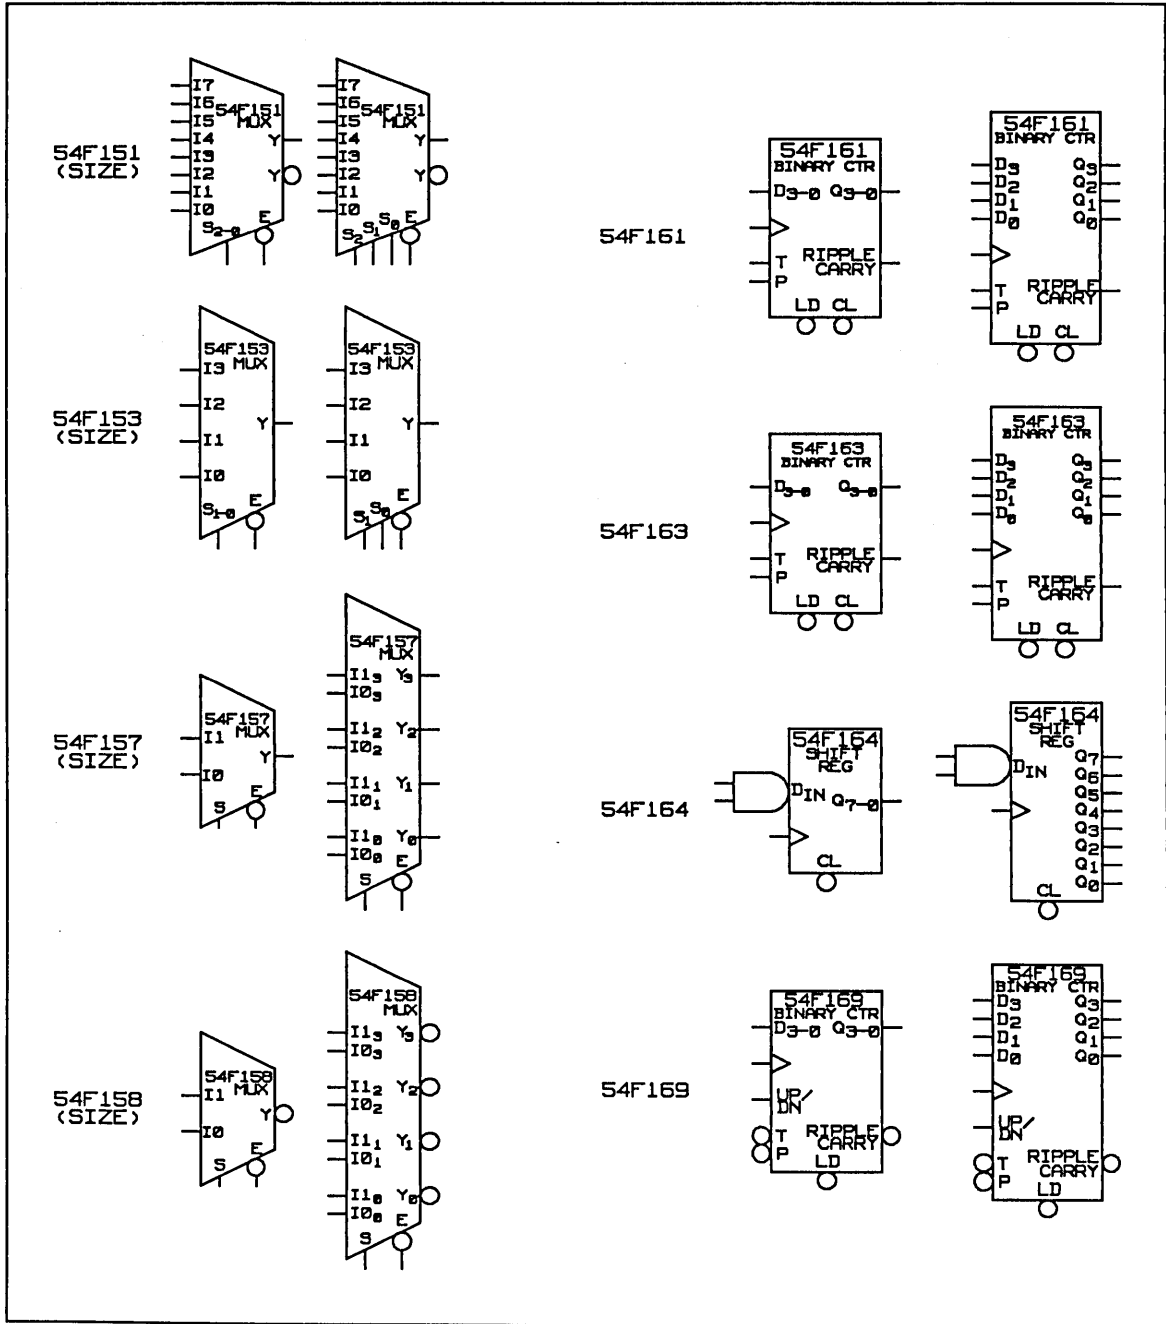 54F151
(SIZE)
I7
I6
I5
I4
I3
I2
I1
I0
54F151
MUX
Y
Y
S2-0
E
I7
I6
I5
I4
I3
I2
I1
I0
54F151
MUX
Y
Y
S2
S1
S0
E
54F153
(SIZE)
54F153
MUX
I3
I2
I1
I0
Y
S1-0
E
54F153
MUX
I3
I2
I1
I0
Y
S1
S0
E
54F157
(SIZE)
54F157
MUX
I1
I0
Y
S
E
54F157
MUX
I13 Y3
I03
I12 Y2
I02
I11 Y1
I01
I10 Y0
I00
S
E
54F158
(SIZE)
54F158
MUX
I1
I0
Y
S
E
54F158
MUX
I13 Y3
I03
I12 Y2
I02
I11 Y1
I01
I10 Y0
I00
S
E
54F161
54F161
BINARY CTR
D3-0 Q3-0
T
P
RIPPLE
CARRY
LD CL
54F161
BINARY CTR
D3 Q3
D2 Q2
D1 Q1
D0 Q0
T
P
RIPPLE
CARRY
LD CL
54F163
54F163
BINARY CTR
D3-0 Q3-0
T
P
RIPPLE
CARRY
LD CL
54F163
BINARY CTR
D3 Q3
D2 Q2
D1 Q1
D0 Q0
T
P
RIPPLE
CARRY
LD CL
54F164
54F164
SHIFT
REG
DIN
Q7-0
CL
54F164
SHIFT
REG
DIN
Q7
Q6
Q5
Q4
Q3
Q2
Q1
Q0
CL
54F169
54F169
BINARY CTR
D3-0 Q3-0
UP/
DN
T
P
RIPPLE
CARRY
LD
54F169
BINARY CTR
D3 Q3
D2 Q2
D1 Q1
D0 Q0
UP/
DN
T
P
RIPPLE
CARRY
LD